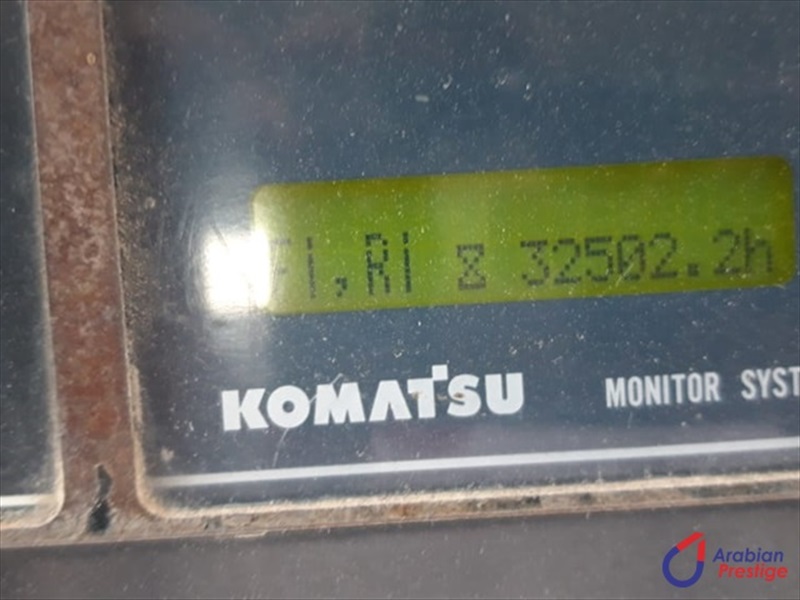 F1,R1 ⧖ 32502.2h
KOMATSU MONITOR SYST
Arabian
Prestige